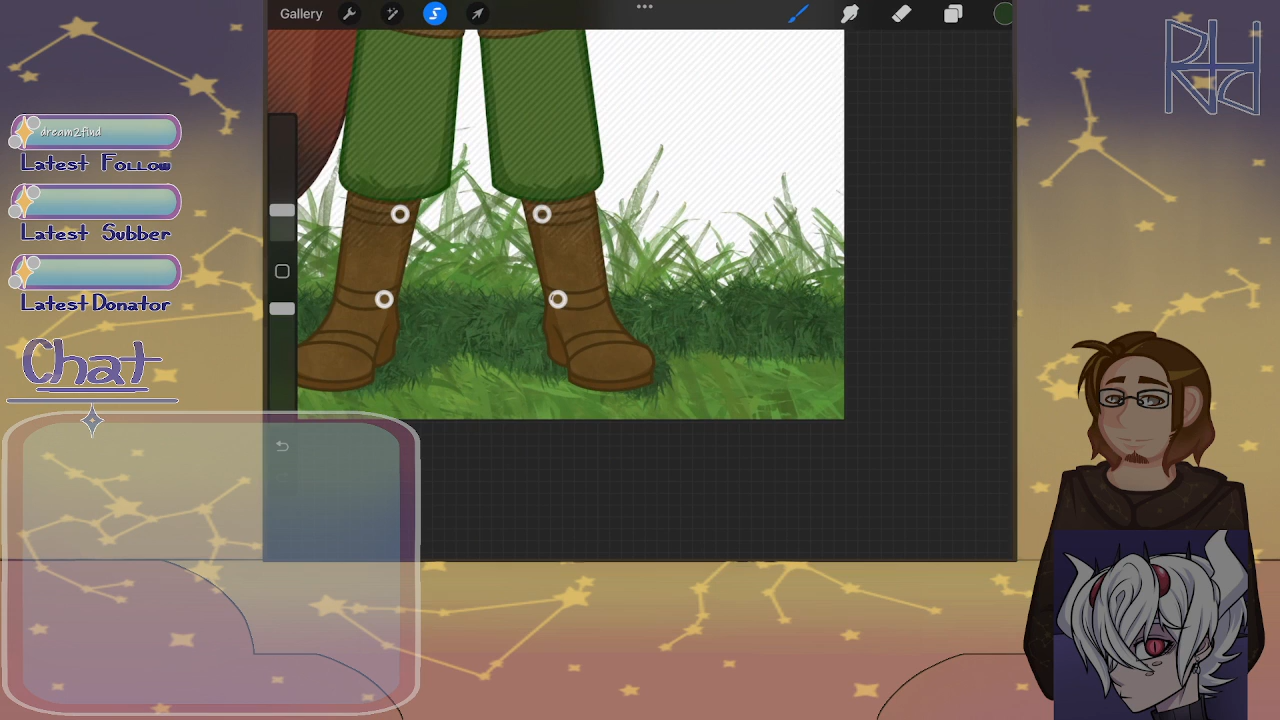 Gallery
dream2find
Latest Follow
Latest Subber
Latest Donator
Chat